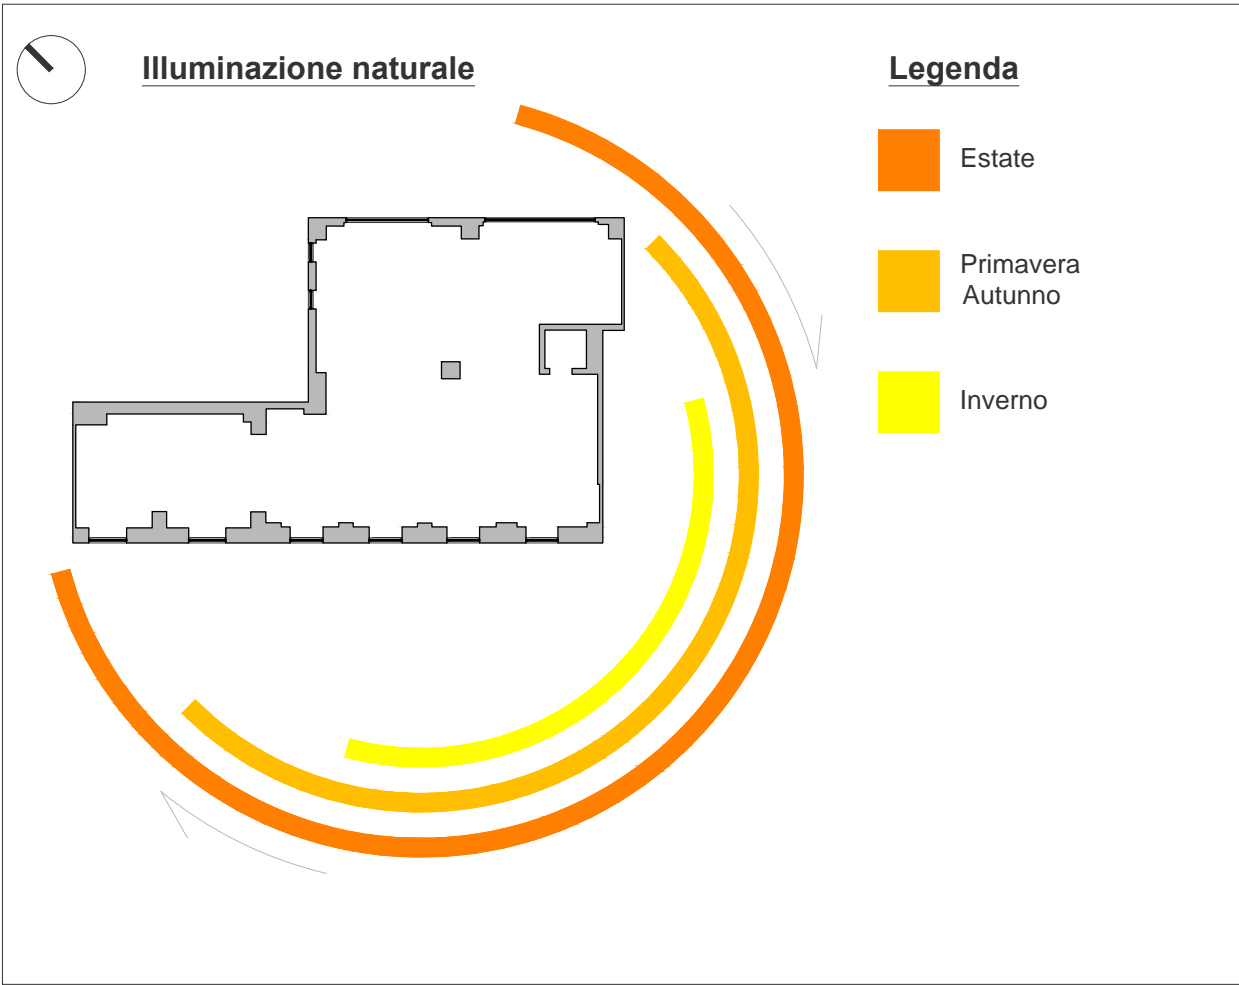 Illuminazione naturale
Legenda
Estate
Primavera
Autunno
Inverno